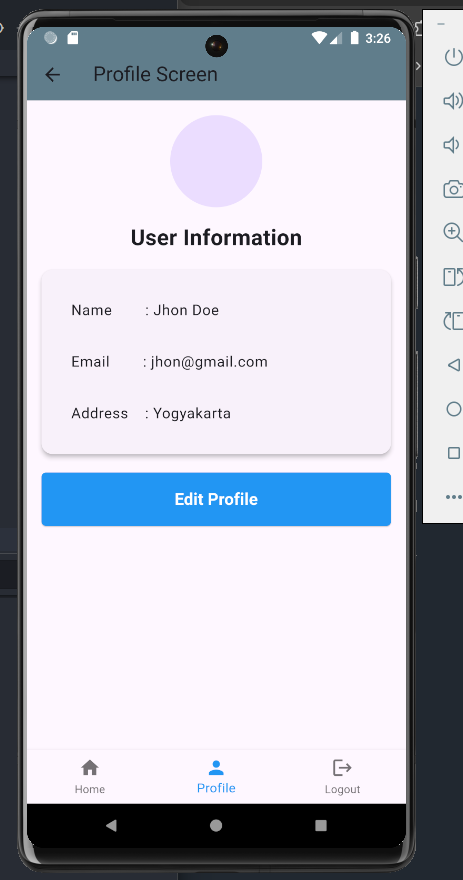 3:26
Profile Screen
User Information
Name : Jhon Doe
Email : jhon@gmail.com
Address : Yogyakarta
Edit Profile
Home Profile Logout